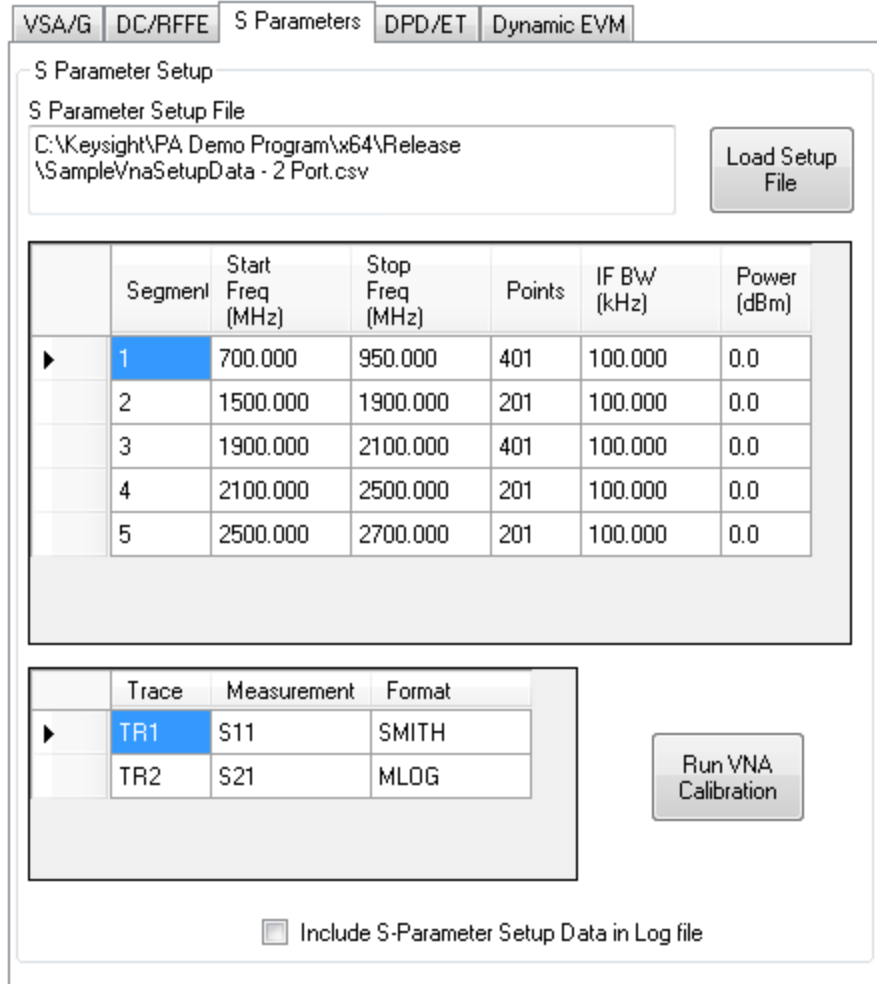 VSA/G DC/RFFE S Parameters DPD/ET Dynamic EVM
S Parameter Setup
S Parameter Setup File
C:\Keysight\PA Demo Program\x64\Release
\SampleVnaSetupData - 2 Port.csv
Load Setup
File
Segment Start Freq (MHz) Stop Freq (MHz) Points IF BW (kHz) Power (dBm)
1 700.000 950.000 401 100.000 0.0
2 1500.000 1900.000 201 100.000 0.0
3 1900.000 2100.000 401 100.000 0.0
4 2100.000 2500.000 201 100.000 0.0
5 2500.000 2700.000 201 100.000 0.0
Trace Measurement Format
TR1 S11 SMITH
TR2 S21 MLOG
Run VNA
Calibration
Include S-Parameter Setup Data in Log file